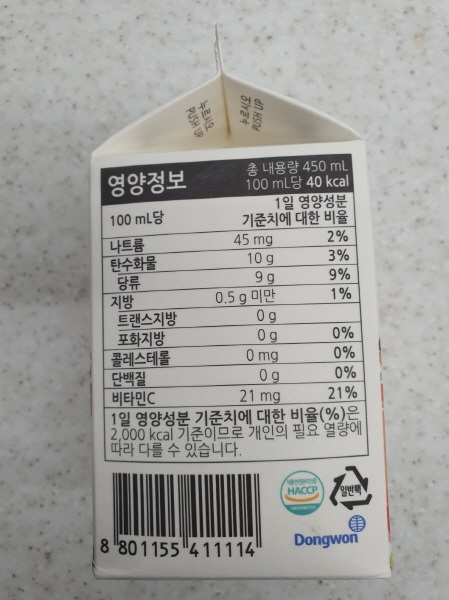 누르시오
PUSH UP
누르시오
PUSH UP
영양정보
총 내용량 450 mL
100 mL당 40 kcal
100 mL당
1일 영양성분
기준치에 대한 비율
나트륨 45 mg 2%
탄수화물 10 g 3%
당류 9 g 9%
지방 0.5 g 미만 1%
트랜스지방 0 g
포화지방 0 g 0%
콜레스테롤 0 mg 0%
단백질 0 g 0%
비타민C 21 mg 21%
1일 영양성분 기준치에 대한 비율(%)은
2,000 kcal 기준이므로 개인의 필요 열량에
따라 다를 수 있습니다.
HACCP
일반팩
Dongwon
8 801155 411114